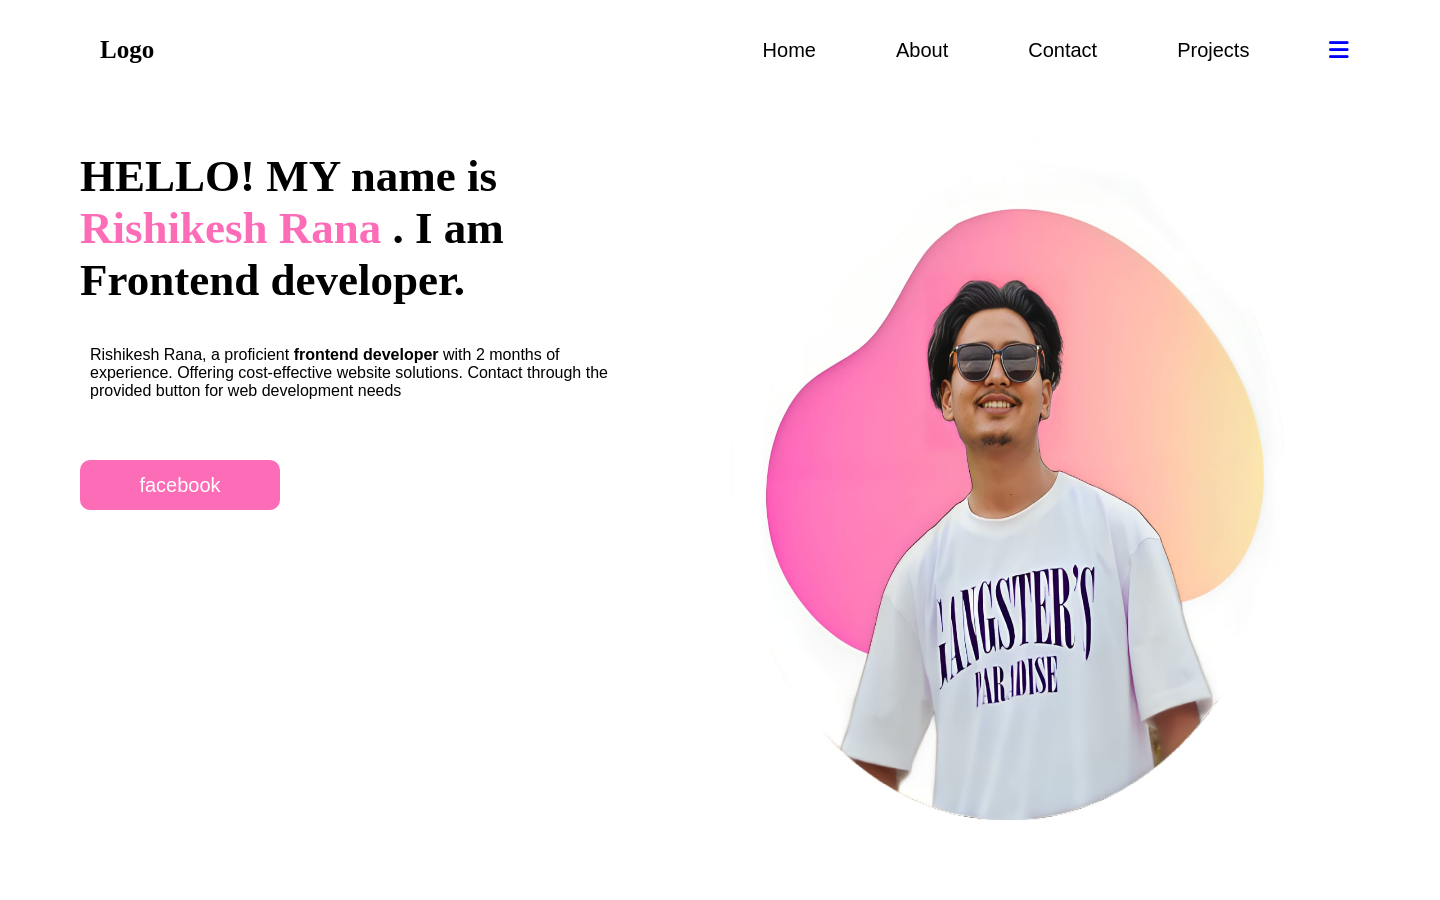 Logo
Home About Contact Projects
HELLO! MY name is
Rishikesh Rana . I am
Frontend developer.
Rishikesh Rana, a proficient frontend developer with 2 months of
experience. Offering cost-effective website solutions. Contact through the
provided button for web development needs
facebook
GANGSTER'S
PARADISE